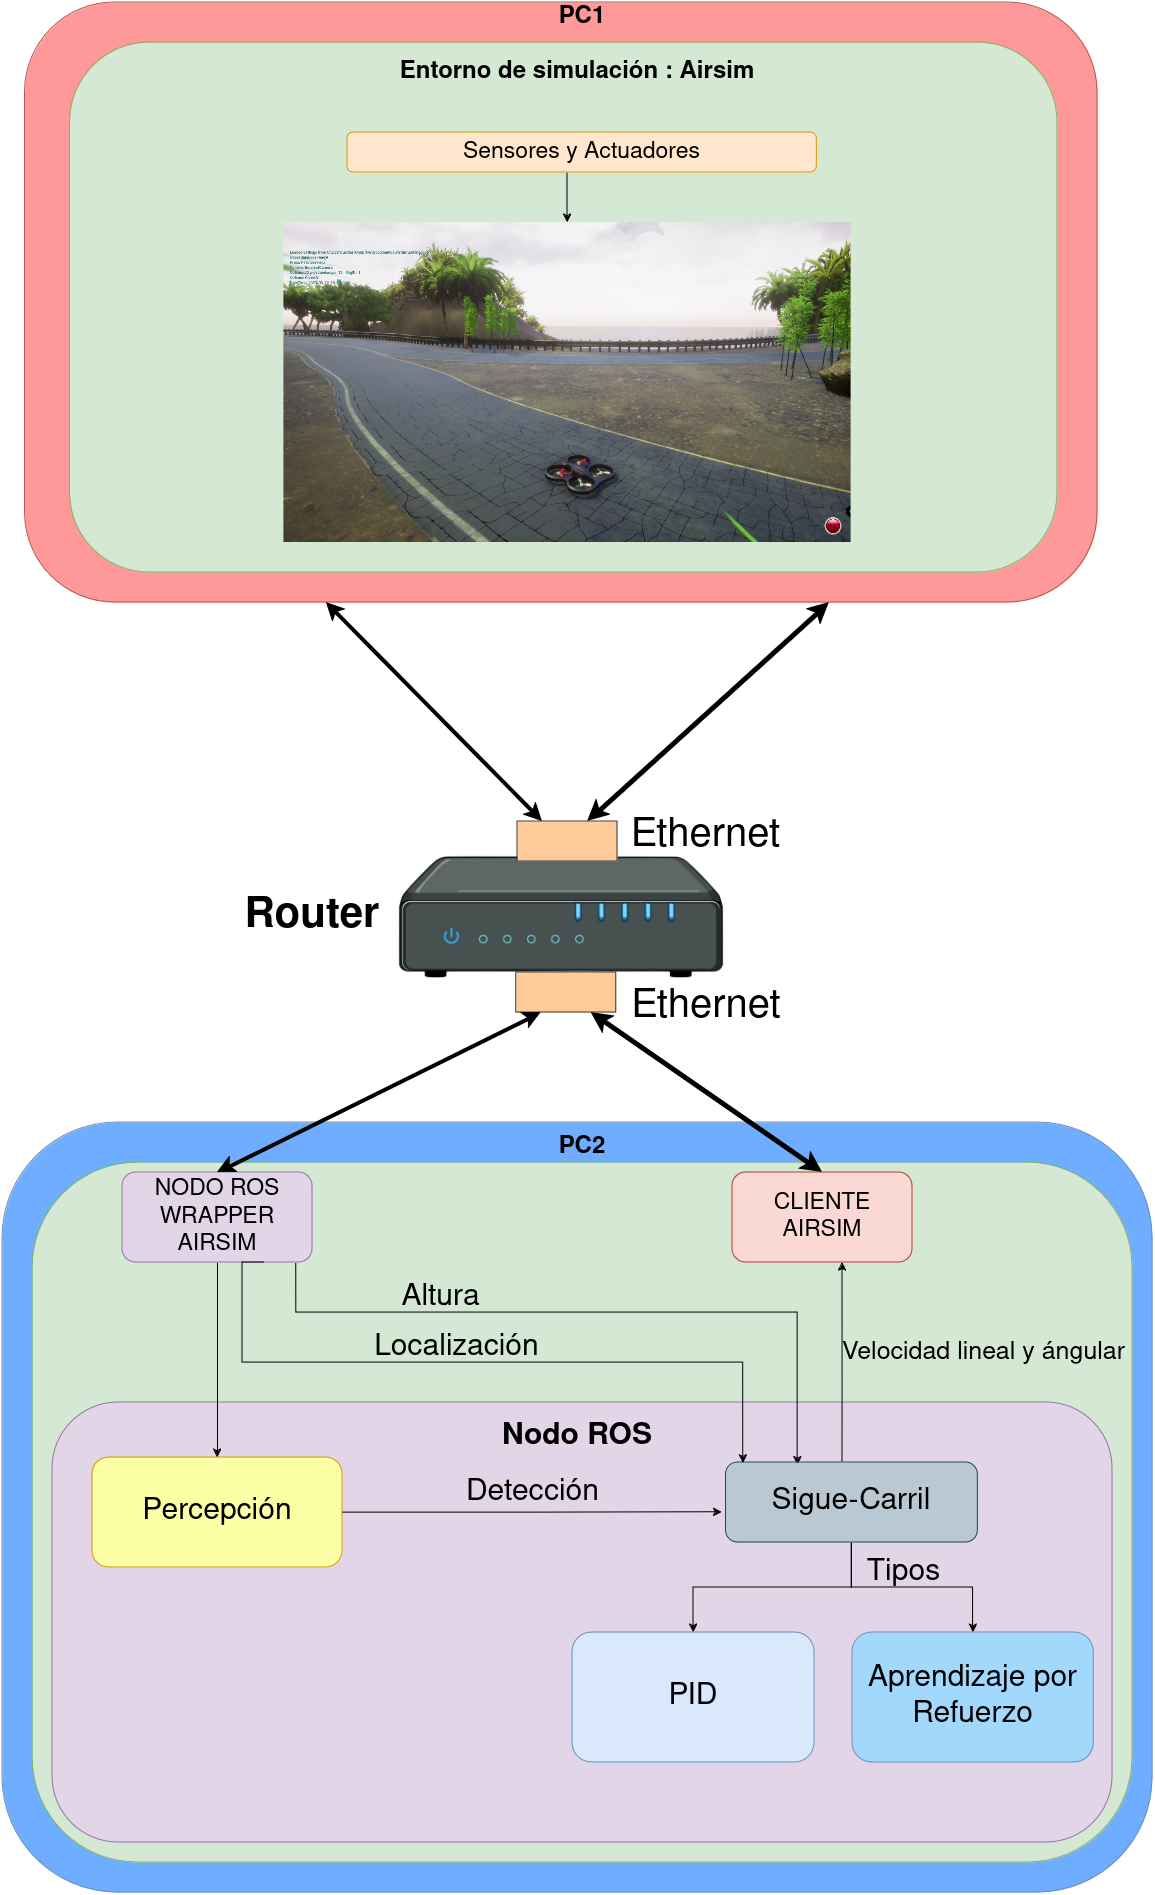 PC1
Entorno de simulación : Airsim
Sensores y Actuadores
Ethernet
Router
Ethernet
PC2
NODO ROS
WRAPPER
AIRSIM
CLIENTE
AIRSIM
Altura
Localización
Velocidad lineal y ángular
Nodo ROS
Percepción
Detección
Sigue-Carril
Tipos
PID
Aprendizaje por
Refuerzo